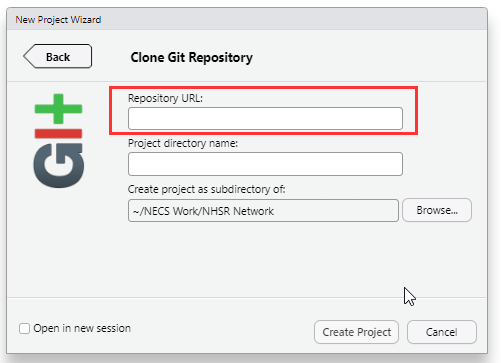 New Project Wizard
Back
Clone Git Repository
GIt
Repository URL:
Project directory name:
Create project as subdirectory of:
~/NECS Work/NHSR Network
Browse...
Open in new session
Create Project
Cancel